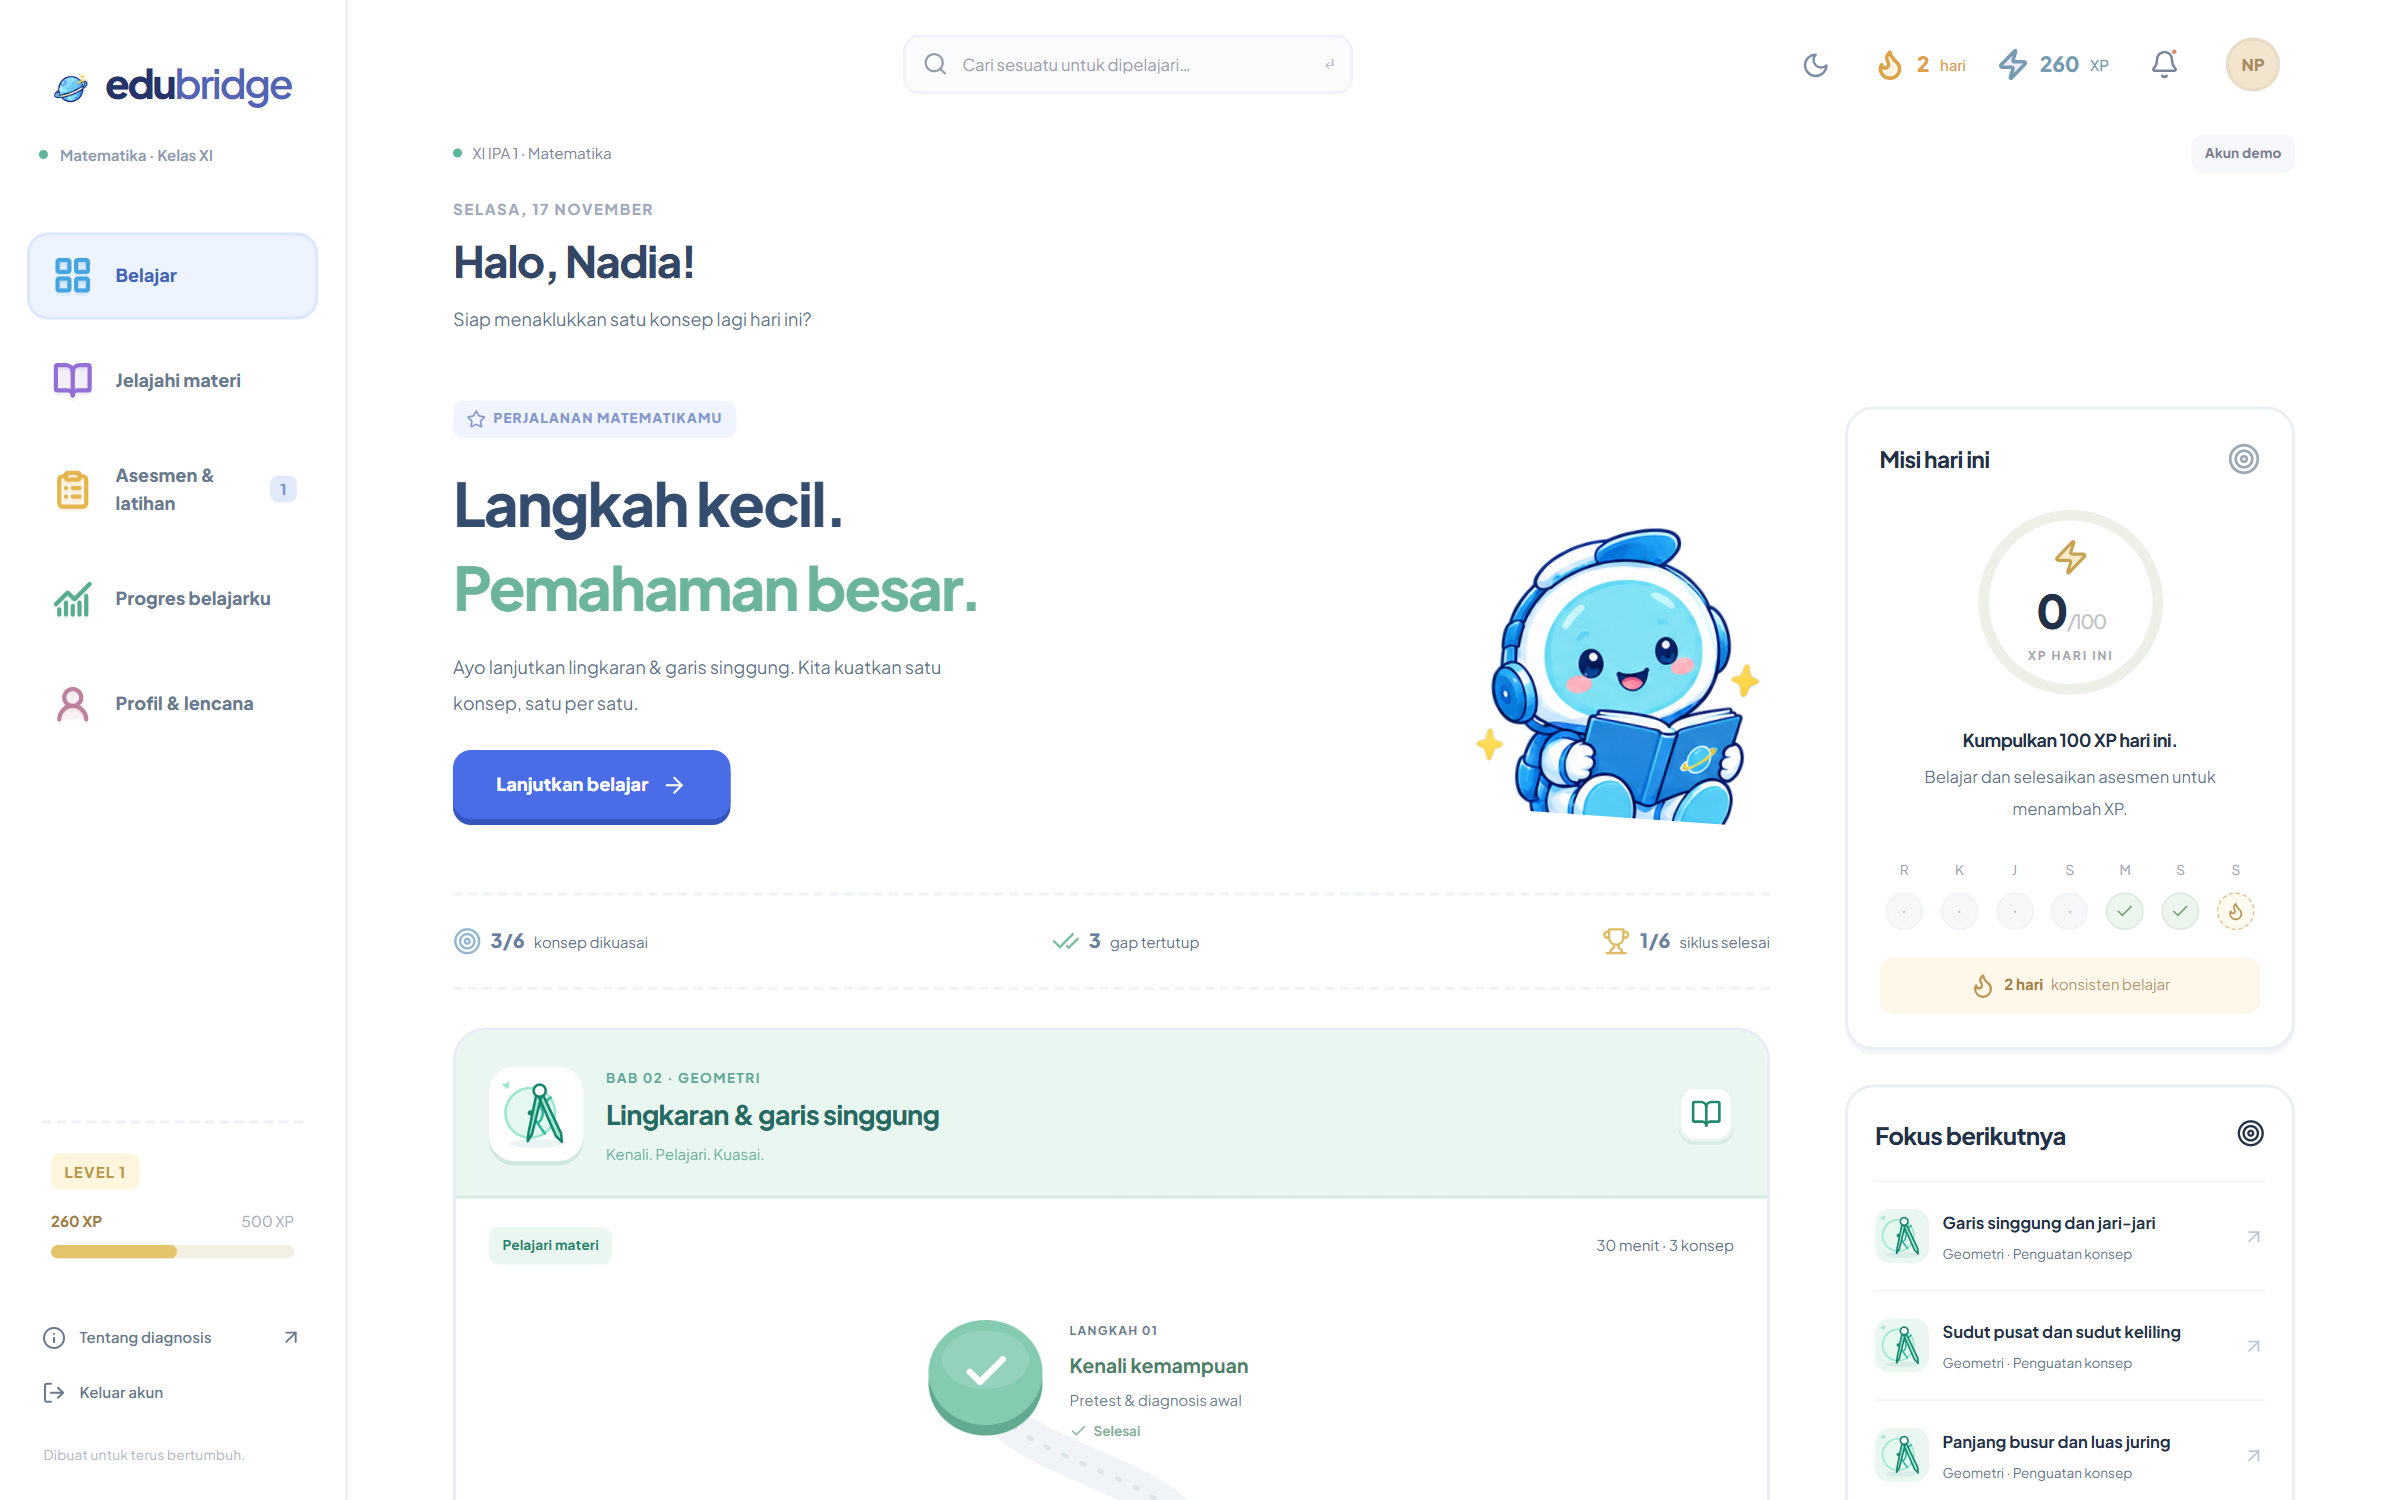 edubridge
Matematika · Kelas XI
Belajar
Jelajahi materi
Asesmen &
latihan
1
Progres belajarku
Profil & lencana
LEVEL 1
260 XP
500 XP
Tentang diagnosis
Keluar akun
Dibuat untuk terus bertumbuh.
Cari sesuatu untuk dipelajari...
2 hari
260 XP
NP
XI IPA 1 · Matematika
Akun demo
SELASA, 17 NOVEMBER
Halo, Nadia!
Siap menaklukkan satu konsep lagi hari ini?
PERJALANAN MATEMATIKAMU
Langkah kecil.
Pemahaman besar.
Ayo lanjutkan lingkaran & garis singgung. Kita kuatkan satu
konsep, satu per satu.
Lanjutkan belajar
3/6 konsep dikuasai
3 gap tertutup
1/6 siklus selesai
BAB 02 · GEOMETRI
Lingkaran & garis singgung
Kenali. Pelajari. Kuasai.
Pelajari materi
30 menit · 3 konsep
LANGKAH 01
Kenali kemampuan
Pretest & diagnosis awal
Selesai
Misi hari ini
0/100
XP HARI INI
Kumpulkan 100 XP hari ini.
Belajar dan selesaikan asesmen untuk
menambah XP.
R K J S M S S
2 hari konsisten belajar
Fokus berikutnya
Garis singgung dan jari-jari
Geometri · Penguatan konsep
Sudut pusat dan sudut keliling
Geometri · Penguatan konsep
Panjang busur dan luas juring
Geometri · Penguatan konsep